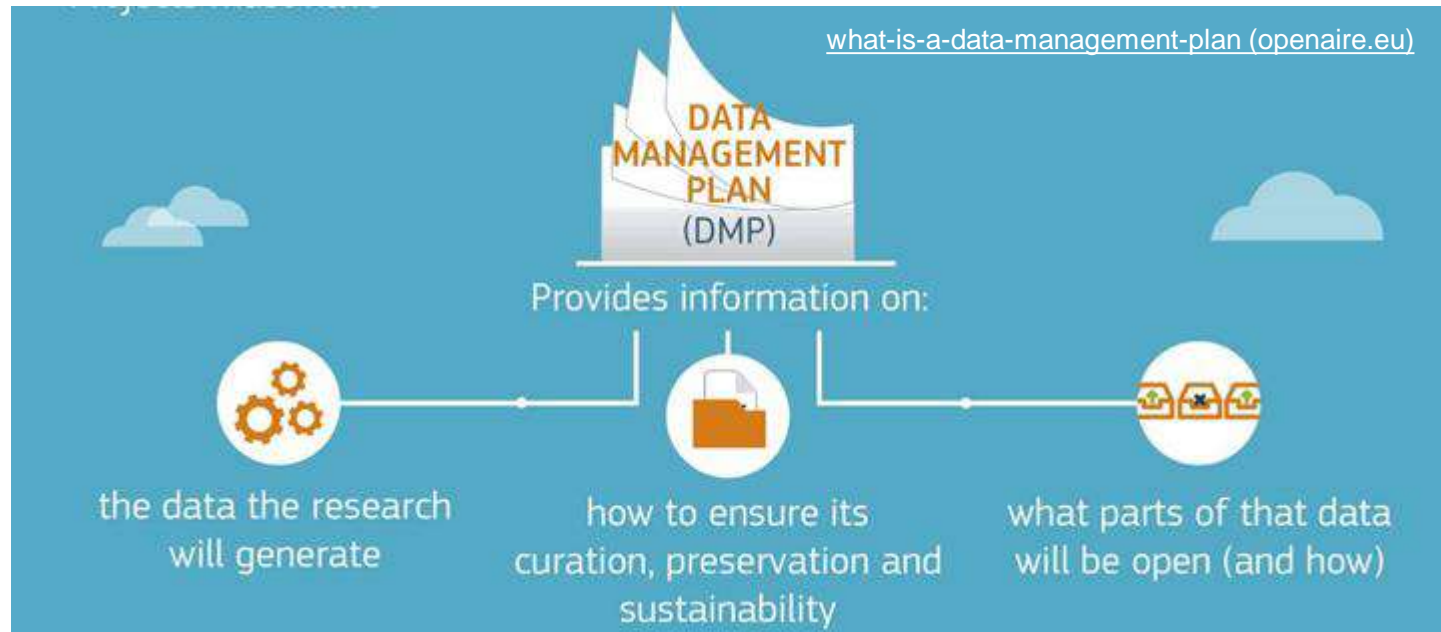 what-is-a-data-management-plan (openaire.eu)
DATA
MANAGEMENT
PLAN
(DMP)
Provides information on:
the data the research
will generate
how to ensure its
curation, preservation and
sustainability
what parts of that data
will be open (and how)